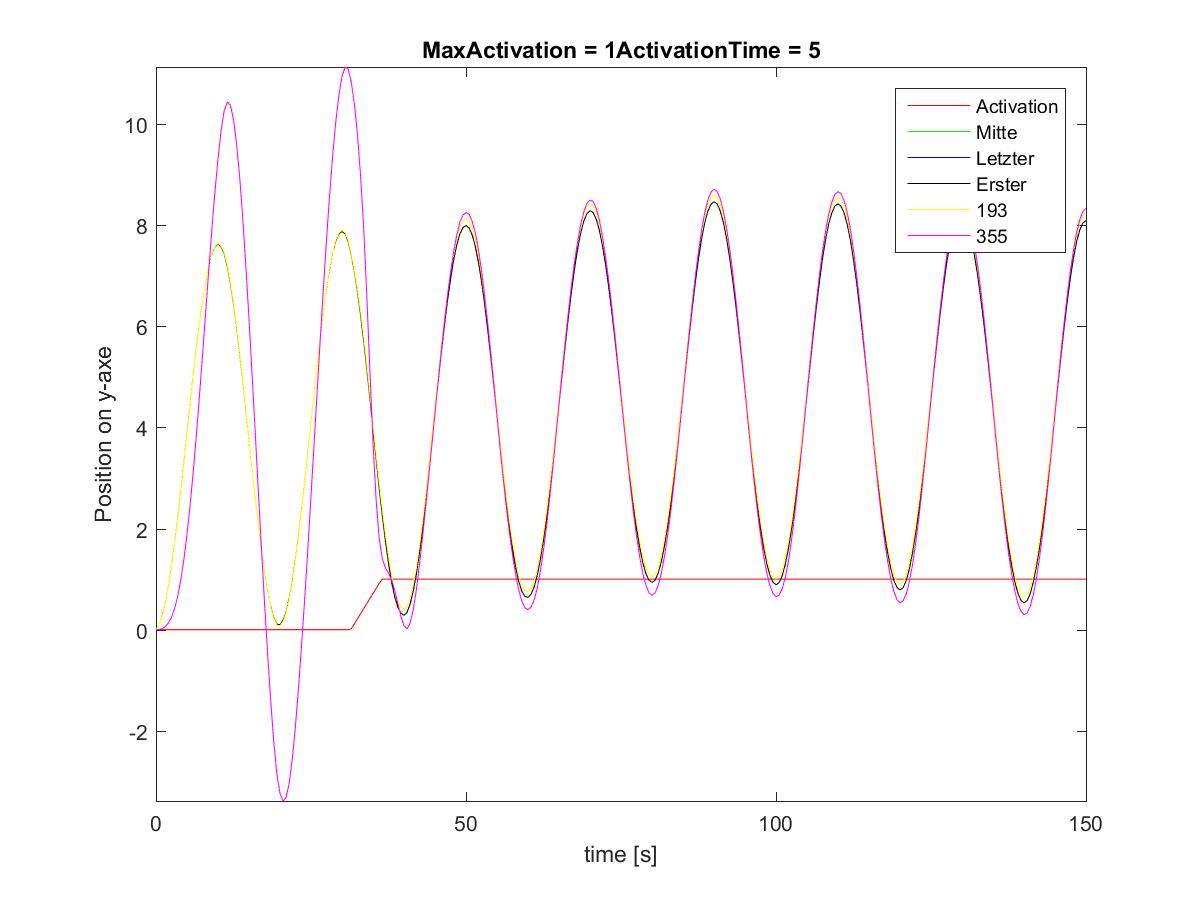 MaxActivation = 1ActivationTime = 5
Activation
Mitte
Letzter
Erster
193
355
10
8
6
4
2
0
-2
Position on y-axe
0 50 100 150
time [s]